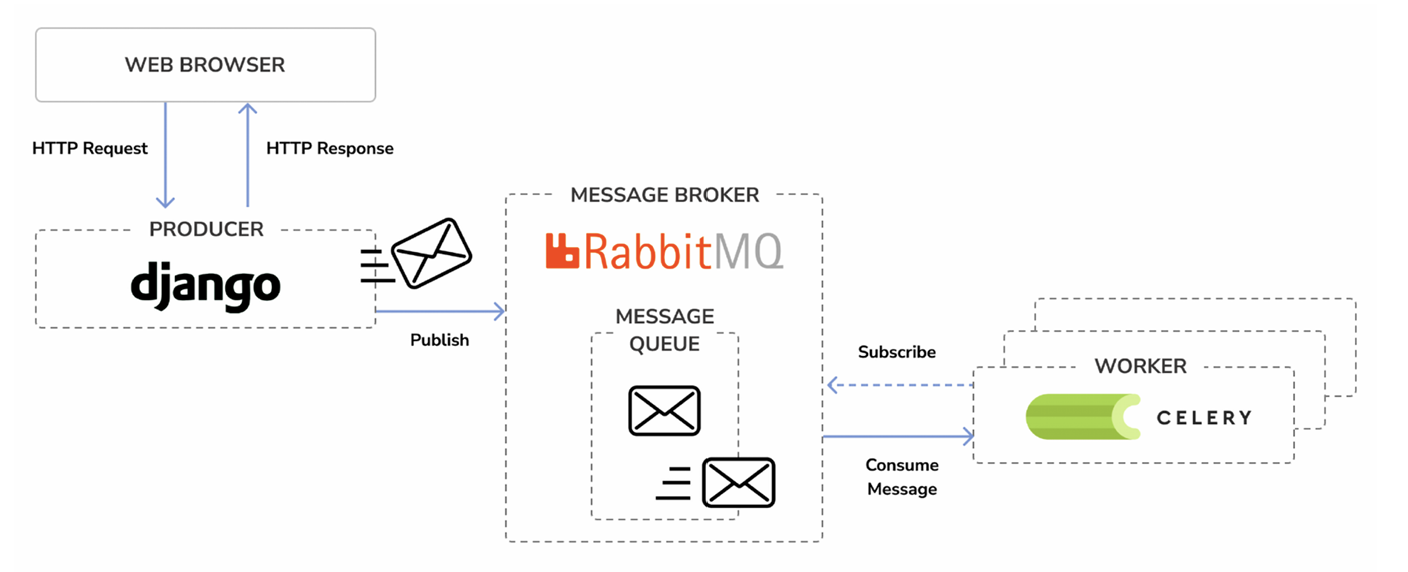 WEB BROWSER
HTTP Request
HTTP Response
PRODUCER
django
Publish
MESSAGE BROKER
RabbitMQ
MESSAGE
QUEUE
Subscribe
Consume
Message
WORKER
CELERY